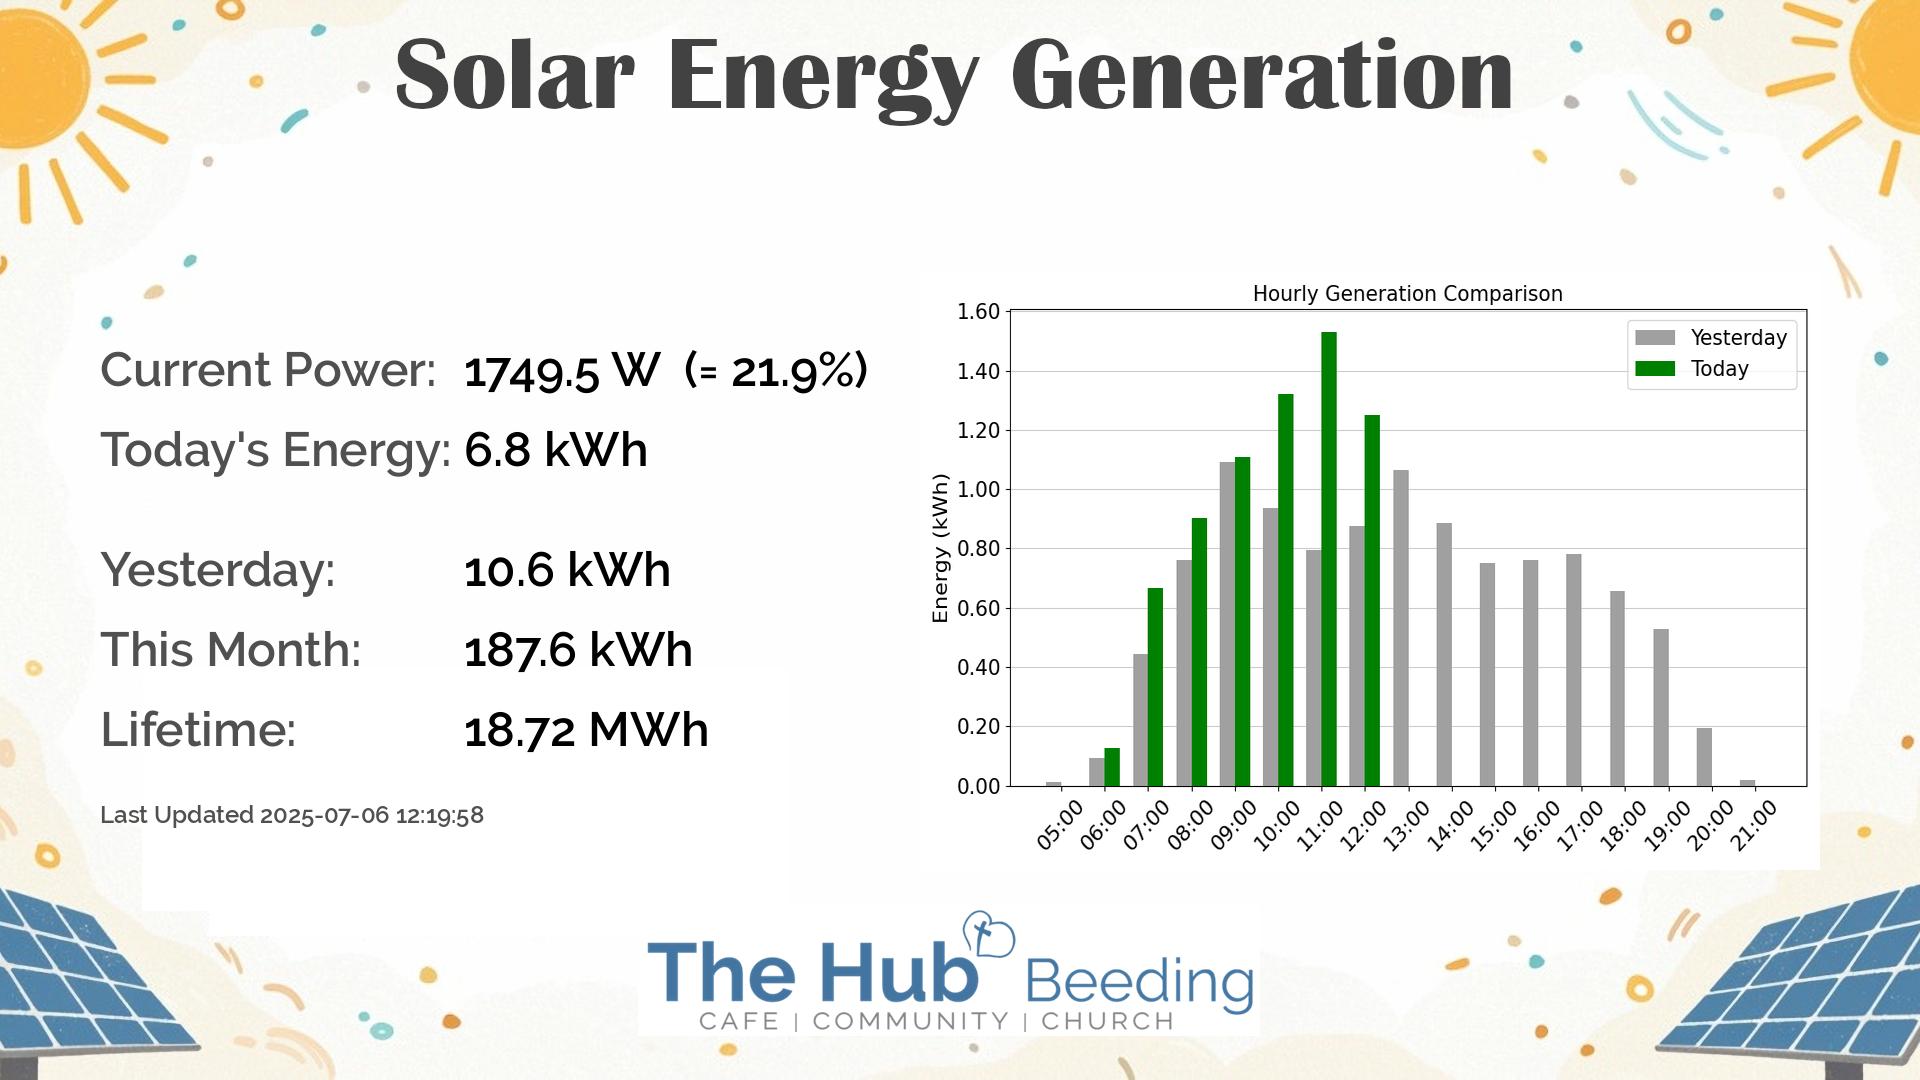 Solar Energy Generation
Current Power: 1749.5 W (= 21.9%)
Today's Energy: 6.8 kWh
Yesterday: 10.6 kWh
This Month: 187.6 kWh
Lifetime: 18.72 MWh
Last Updated 2025-07-06 12:19:58
Hourly Generation Comparison
Yesterday
Today
Energy (kWh)
1.60
1.40
1.20
1.00
0.80
0.60
0.40
0.20
0.00
05:00 06:00 07:00 08:00 09:00 10:00 11:00 12:00 13:00 14:00 15:00 16:00 17:00 18:00 19:00 20:00 21:00
The Hub Beeding
CAFE | COMMUNITY | CHURCH